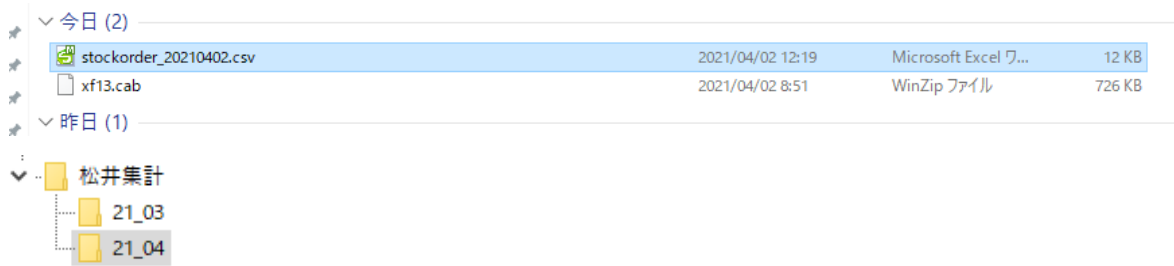 今日 (2)
stockorder_20210402.csv 2021/04/02 12:19 Microsoft Excel ワ... 12 KB
xf13.cab 2021/04/02 8:51 WinZip ファイル 726 KB
昨日 (1)
松井集計
21_03
21_04